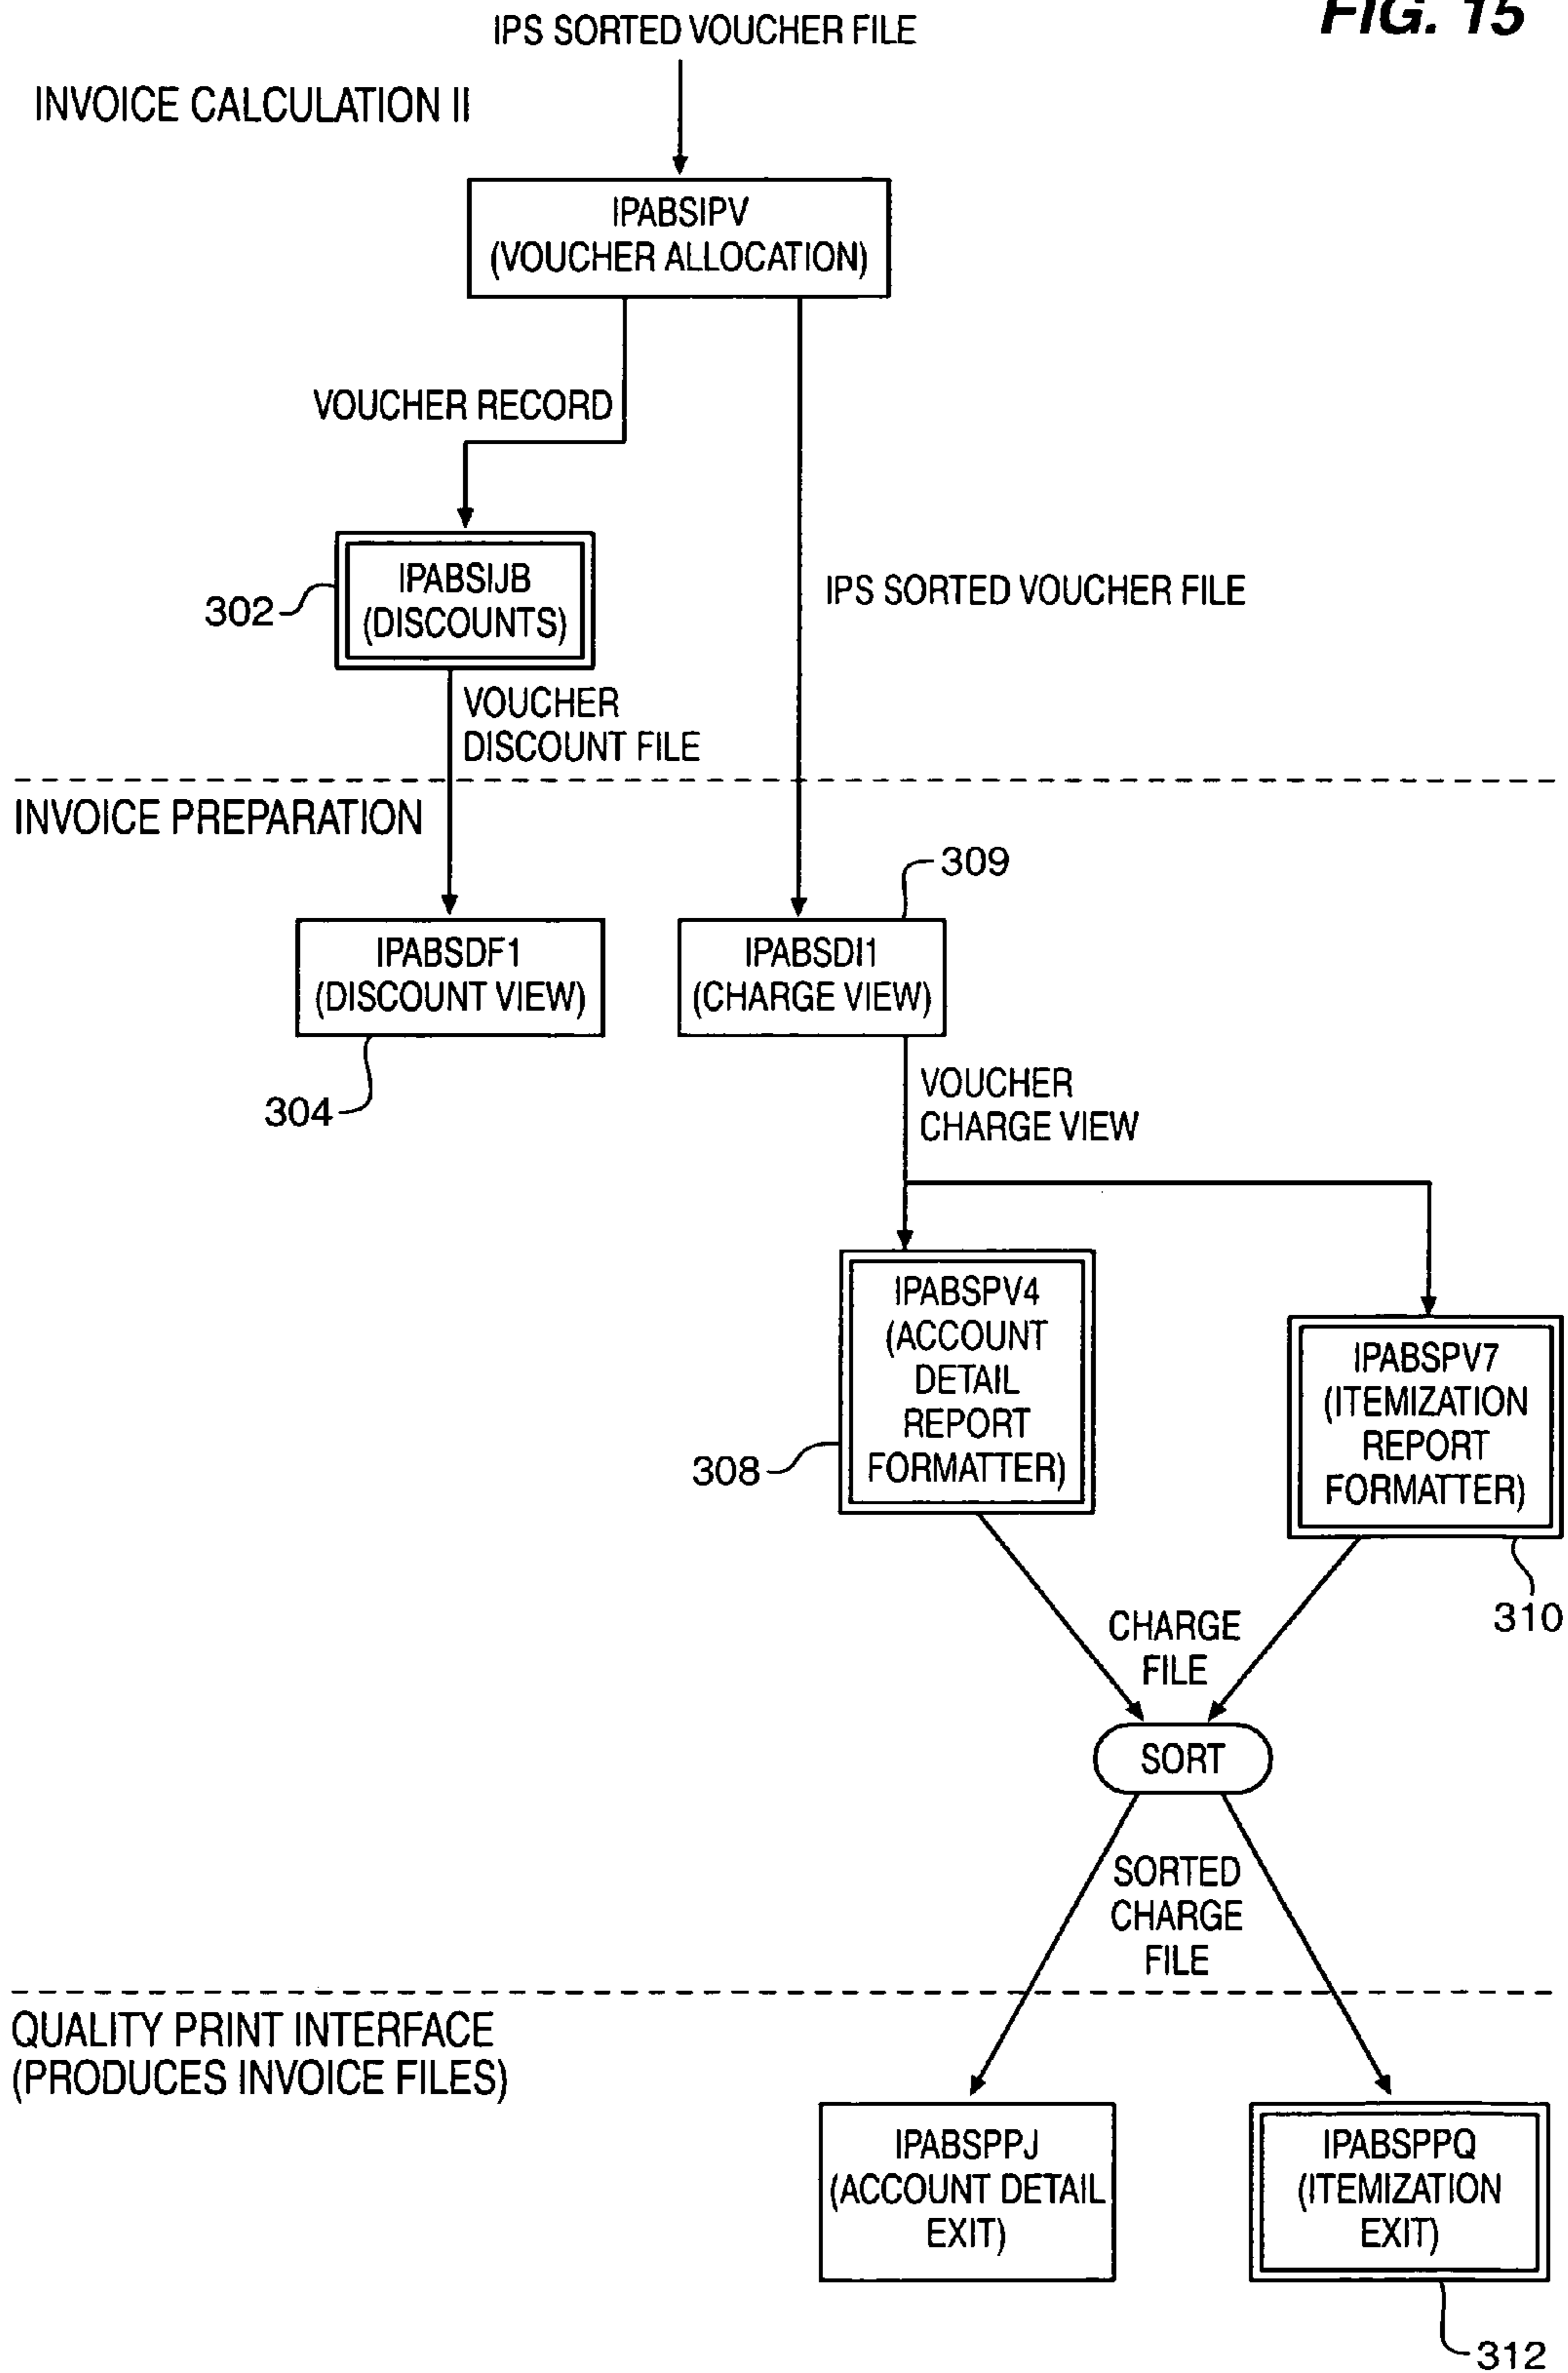 FIG. 15
IPS SORTED VOUCHER FILE
INVOICE CALCULATION II
IPABSIPV
(VOUCHER ALLOCATION)
VOUCHER RECORD
IPABSIJB
(DISCOUNTS)
302
IPS SORTED VOUCHER FILE
VOUCHER
DISCOUNT FILE
INVOICE PREPARATION
309
IPABSDF1
(DISCOUNT VIEW)
IPABSDI1
(CHARGE VIEW)
304
VOUCHER
CHARGE VIEW
IPABSPV4
(ACCOUNT
DETAIL
REPORT
FORMATTER)
308
IPABSPV7
(ITEMIZATION
REPORT
FORMATTER)
310
CHARGE
FILE
SORT
SORTED
CHARGE
FILE
QUALITY PRINT INTERFACE
(PRODUCES INVOICE FILES)
IPABSPPJ
(ACCOUNT DETAIL
EXIT)
IPABSPPQ
(ITEMIZATION
EXIT)
312